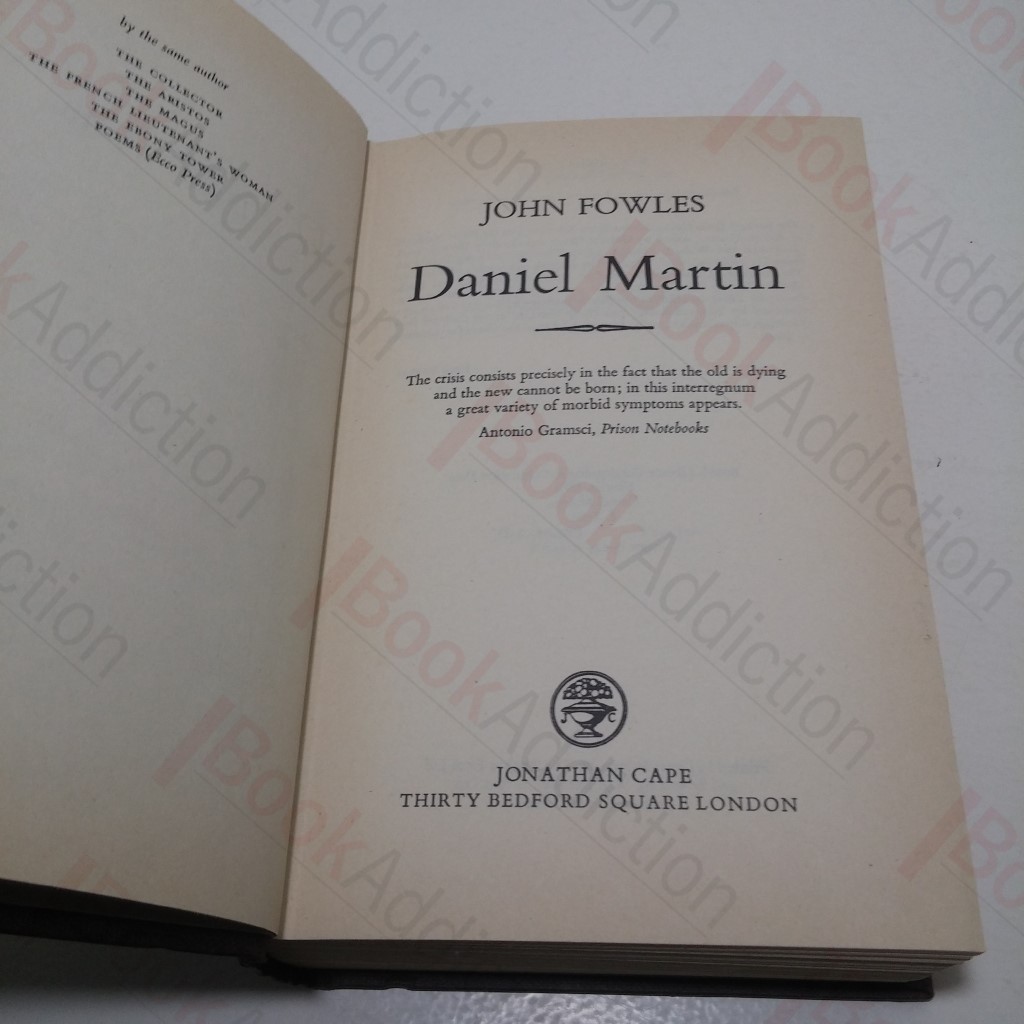 by the same author
THE COLLECTOR
THE ARISTOS
THE MAGUS
THE FRENCH LIEUTENANT'S WOMAN
THE EBONY TOWER
POEMS (Ecco Press)
JOHN FOWLES
Daniel Martin
The crisis consists precisely in the fact that the old is dying
and the new cannot be born; in this interregnum
a great variety of morbid symptoms appears.
Antonio Gramsci, Prison Notebooks
J C
JONATHAN CAPE
THIRTY BEDFORD SQUARE LONDON
BookAddiction